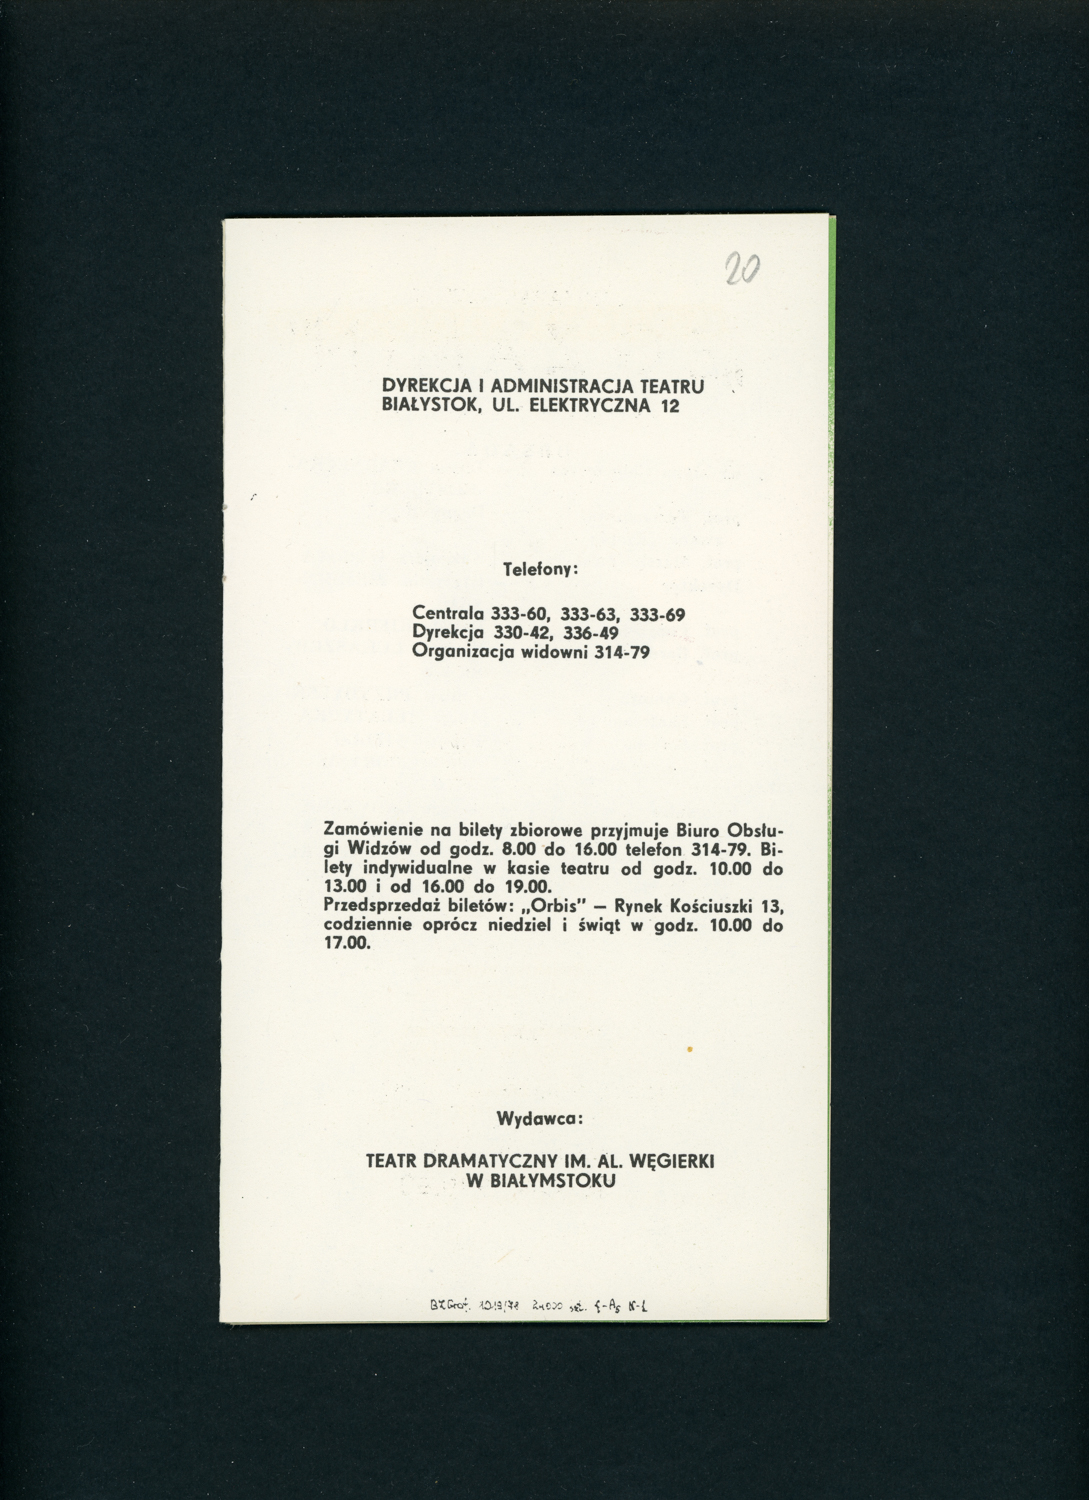 20
DYREKCJA I ADMINISTRACJA TEATRU
BIAŁYSTOK, UL. ELEKTRYCZNA 12
Telefony:
Centrala 333-60, 333-63, 333-69
Dyrekcja 330-42, 336-49
Organizacja widowni 314-79
Zamówienie na bilety zbiorowe przyjmuje Biuro Obsłu-
gi Widzów od godz. 8.00 do 16.00 telefon 314-79. Bi-
lety indywidualne w kasie teatru od godz. 10.00 do
13.00 i od 16.00 do 19.00.
Przedsprzedaż biletów: „Orbis” — Rynek Kościuszki 13,
codziennie oprócz niedziel i świąt w godz. 10.00 do
17.00.
Wydawca:
TEATR DRAMATYCZNY IM. AL. WĘGIERKI
W BIAŁYMSTOKU
BZGraf.